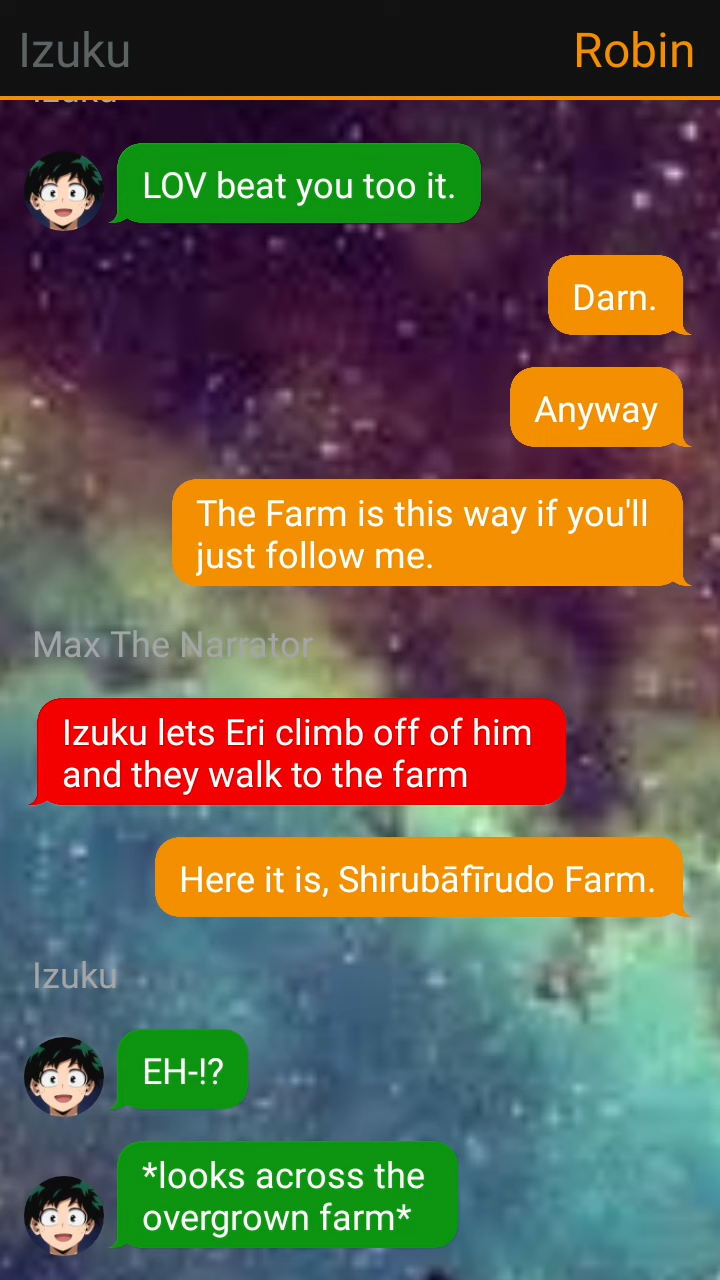 Izuku
Robin
Izuku
LOV beat you too it.
Darn.
Anyway
The Farm is this way if you'll
just follow me.
Max The Narrator
Izuku lets Eri climb off of him
and they walk to the farm
Here it is, Shirubāfīrudo Farm.
Izuku
EH-!?
*looks across the
overgrown farm*